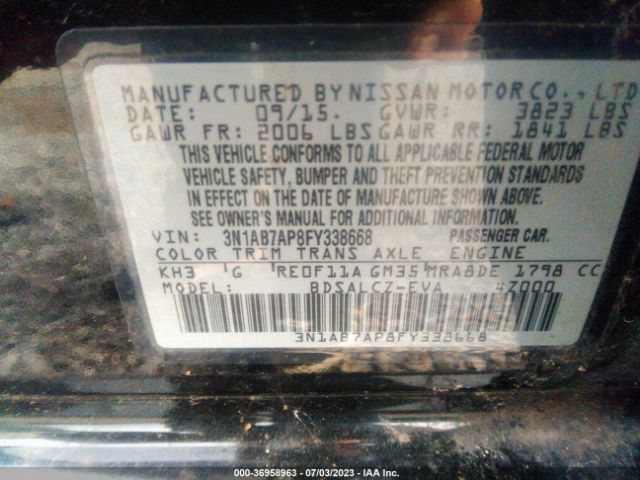 MANUFACTURED BY NISSAN MOTOR CO., LTD
DATE: 09/15. GVWR: 3823 LBS
GAWR FR: 2006 LBS GAWR RR: 1841 LBS
THIS VEHICLE CONFORMS TO ALL APPLICABLE FEDERAL MOTOR
VEHICLE SAFETY, BUMPER AND THEFT PREVENTION STANDARDS
IN EFFECT ON THE DATE OF MANUFACTURE SHOWN ABOVE.
SEE OWNER'S MANUAL FOR ADDITIONAL INFORMATION.
VIN: 3N1AB7AP8FY338668 PASSENGER CAR.
COLOR TRIM TRANS AXLE ENGINE
KH3 G RE0F11A GM35 MRA8DE 1798 CC
MODEL: BDSALCZ-EVA 4Z000
3N1AB7AP8FY338668
000-36958963 - 07/03/2023 - IAA Inc.